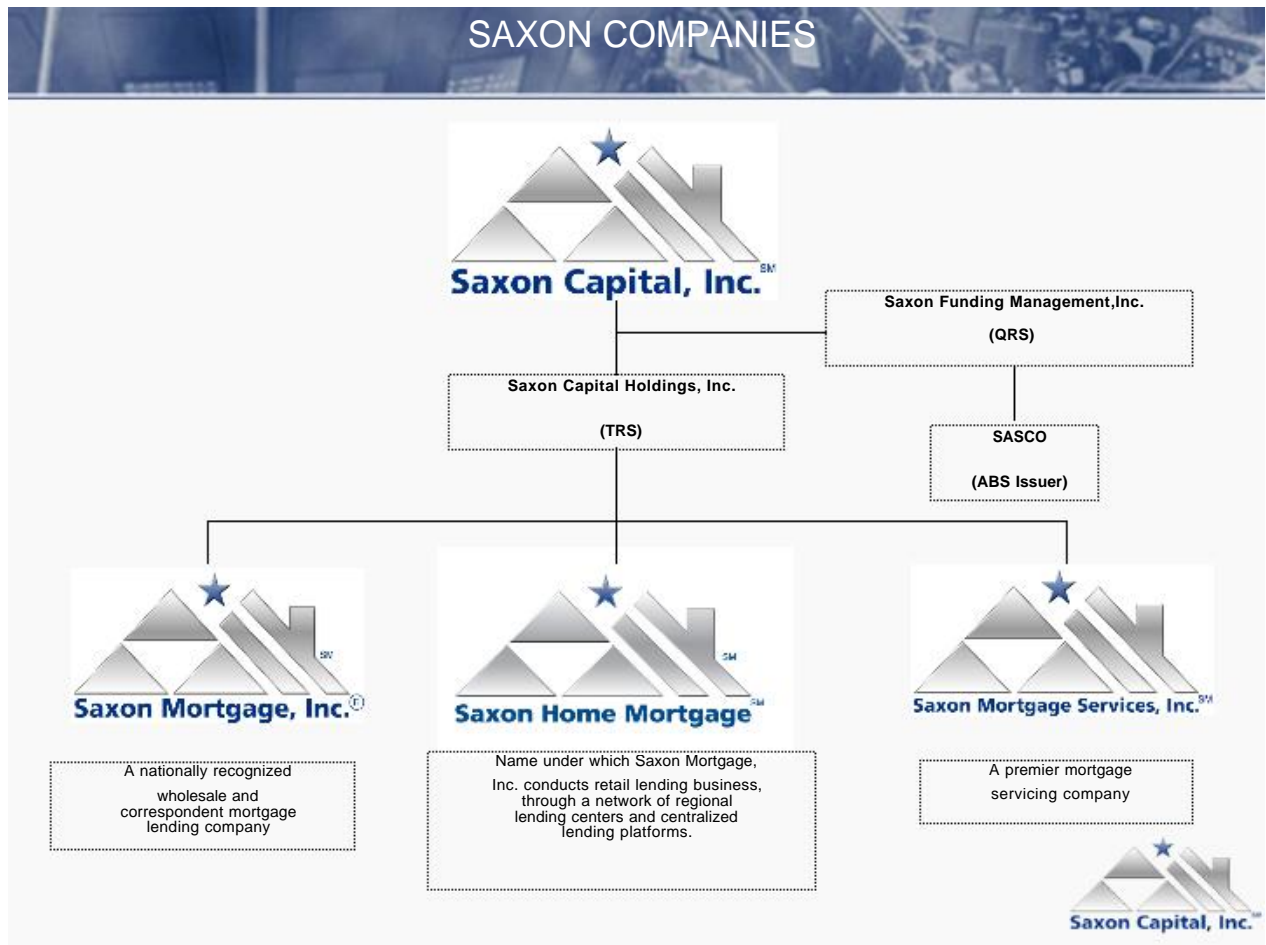 SAXON COMPANIES
Saxon Capital, Inc.℠
Saxon Funding Management,Inc.
(QRS)
Saxon Capital Holdings, Inc.
(TRS)
SASCO
(ABS Issuer)
SM
Saxon Mortgage, Inc.®
SM
Saxon Home Mortgage℠
Saxon Mortgage Services, Inc.℠
A nationally recognized
wholesale and
correspondent mortgage
lending company
Name under which Saxon Mortgage,
Inc. conducts retail lending business,
through a network of regional
lending centers and centralized
lending platforms.
A premier mortgage
servicing company
Saxon Capital, Inc.℠